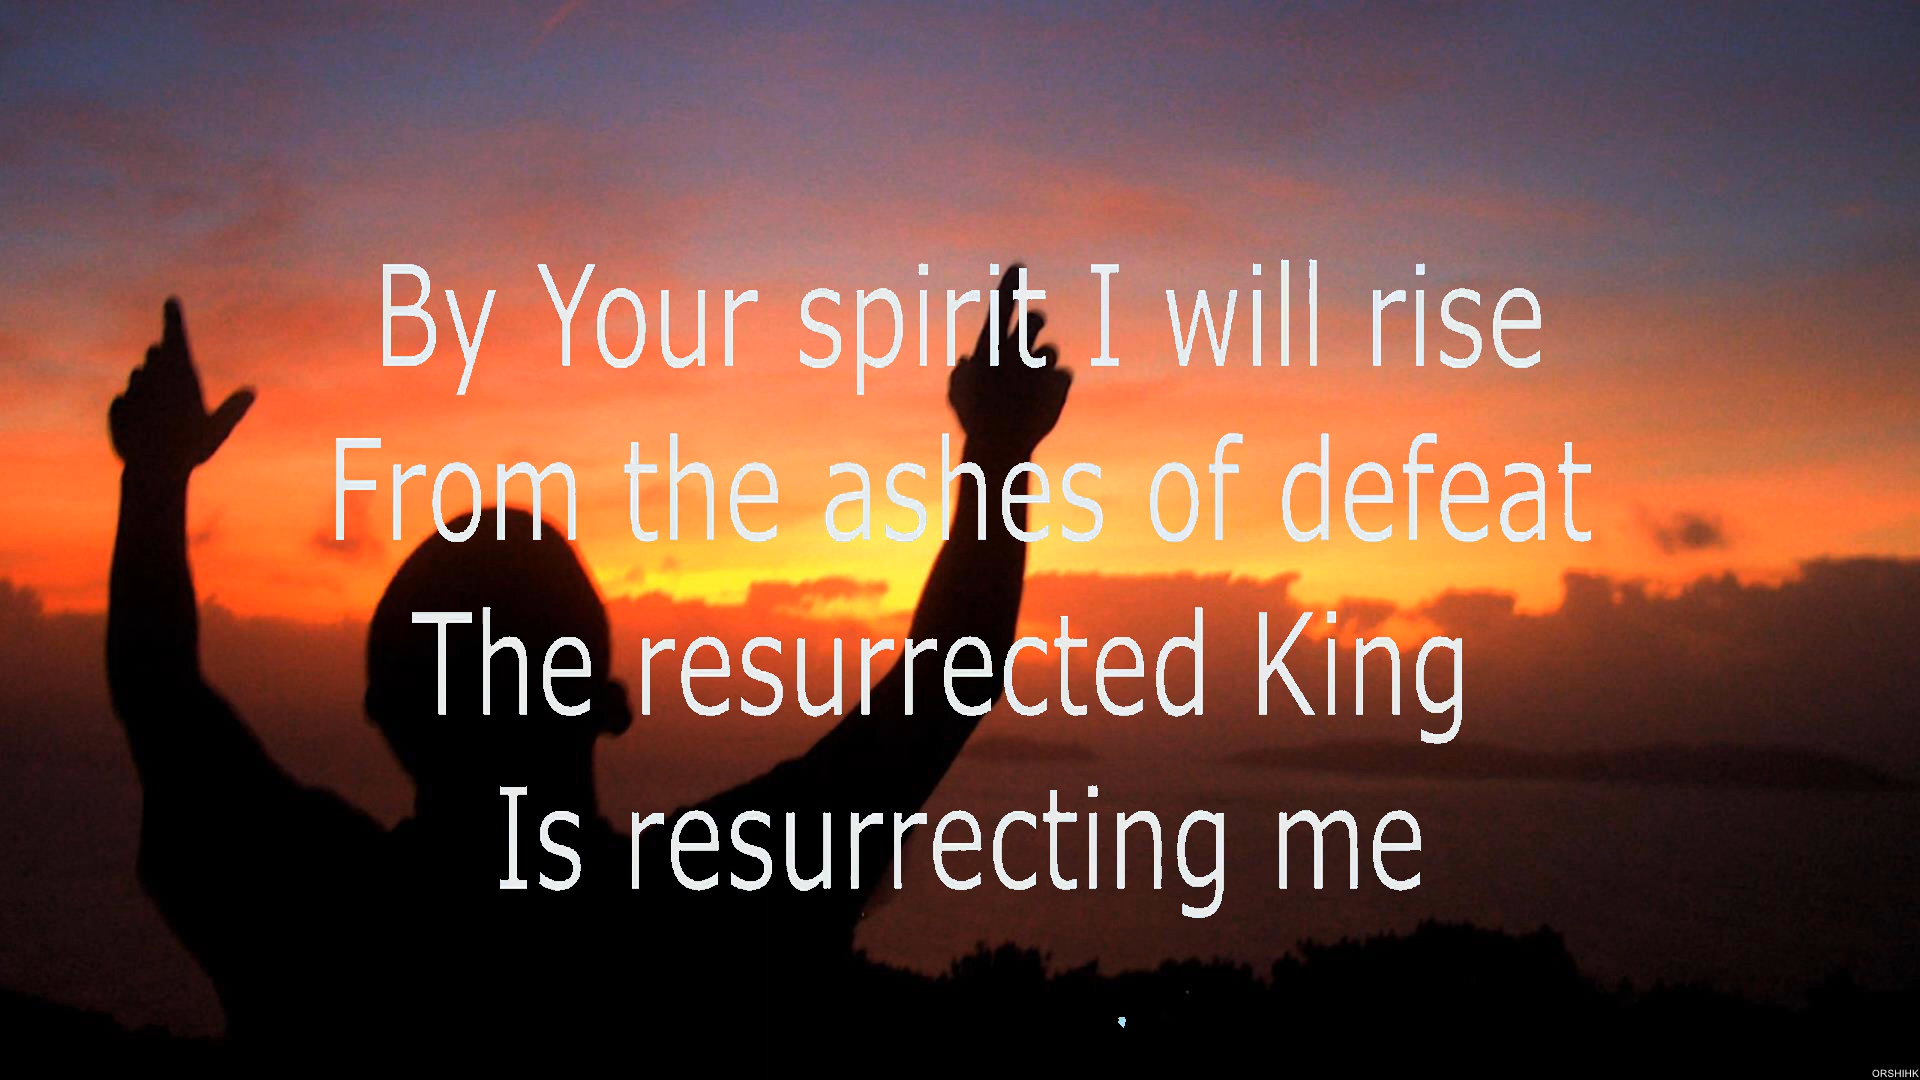 By Your spirit I will rise
From the ashes of defeat
The resurrected King
Is resurrecting me
ORSHIHK